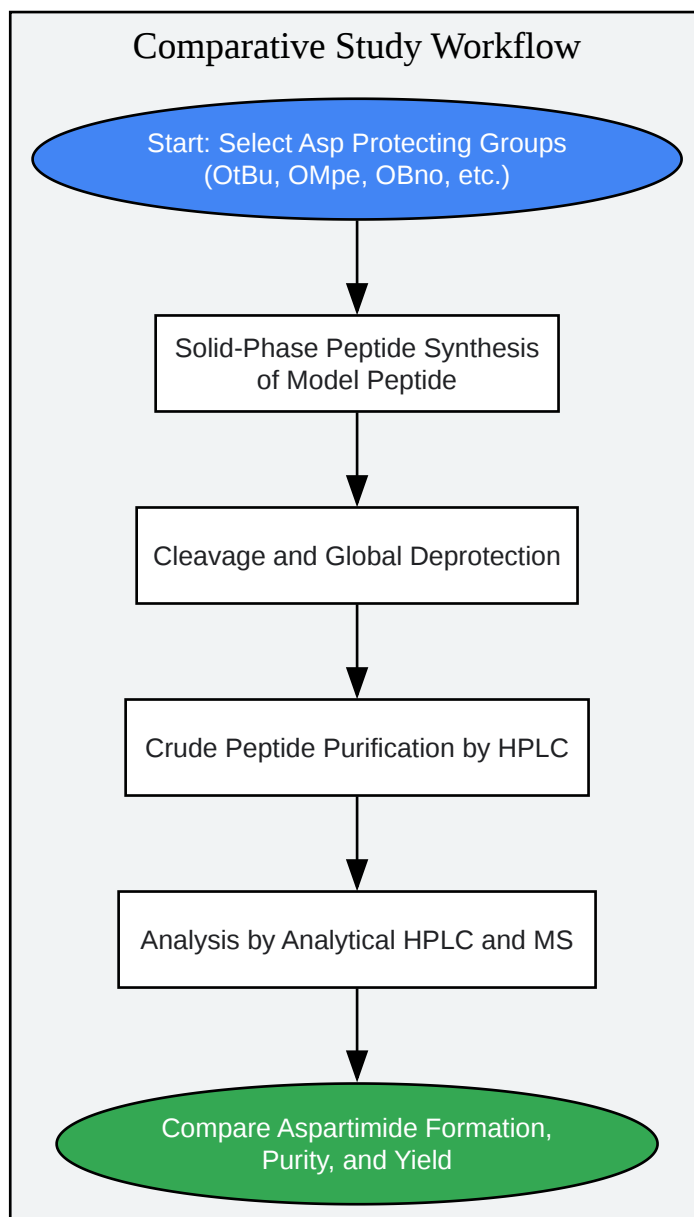 Comparative Study Workflow
Start: Select Asp Protecting Groups
(OtBu, OMpe, OBno, etc.)
Solid-Phase Peptide Synthesis
of Model Peptide
Cleavage and Global Deprotection
Crude Peptide Purification by HPLC
Analysis by Analytical HPLC and MS
Compare Aspartimide Formation,
Purity, and Yield